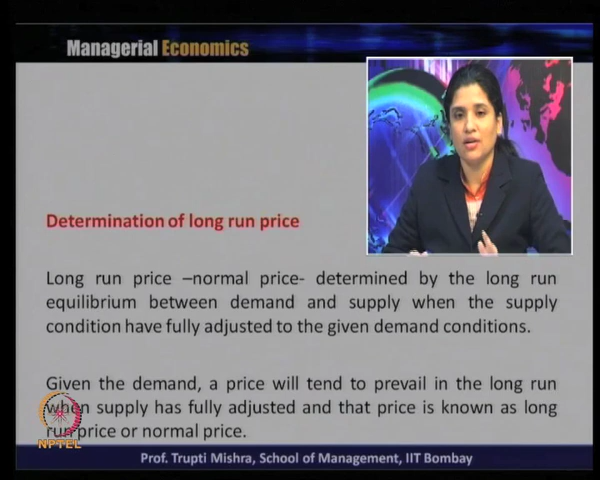 Managerial Economics
Determination of long run price
Long run price –normal price- determined by the long run
equilibrium between demand and supply when the supply
condition have fully adjusted to the given demand conditions.
Given the demand, a price will tend to prevail in the long run
when supply has fully adjusted and that price is known as long
run price or normal price.
NPTEL
Prof. Trupti Mishra, School of Management, IIT Bombay